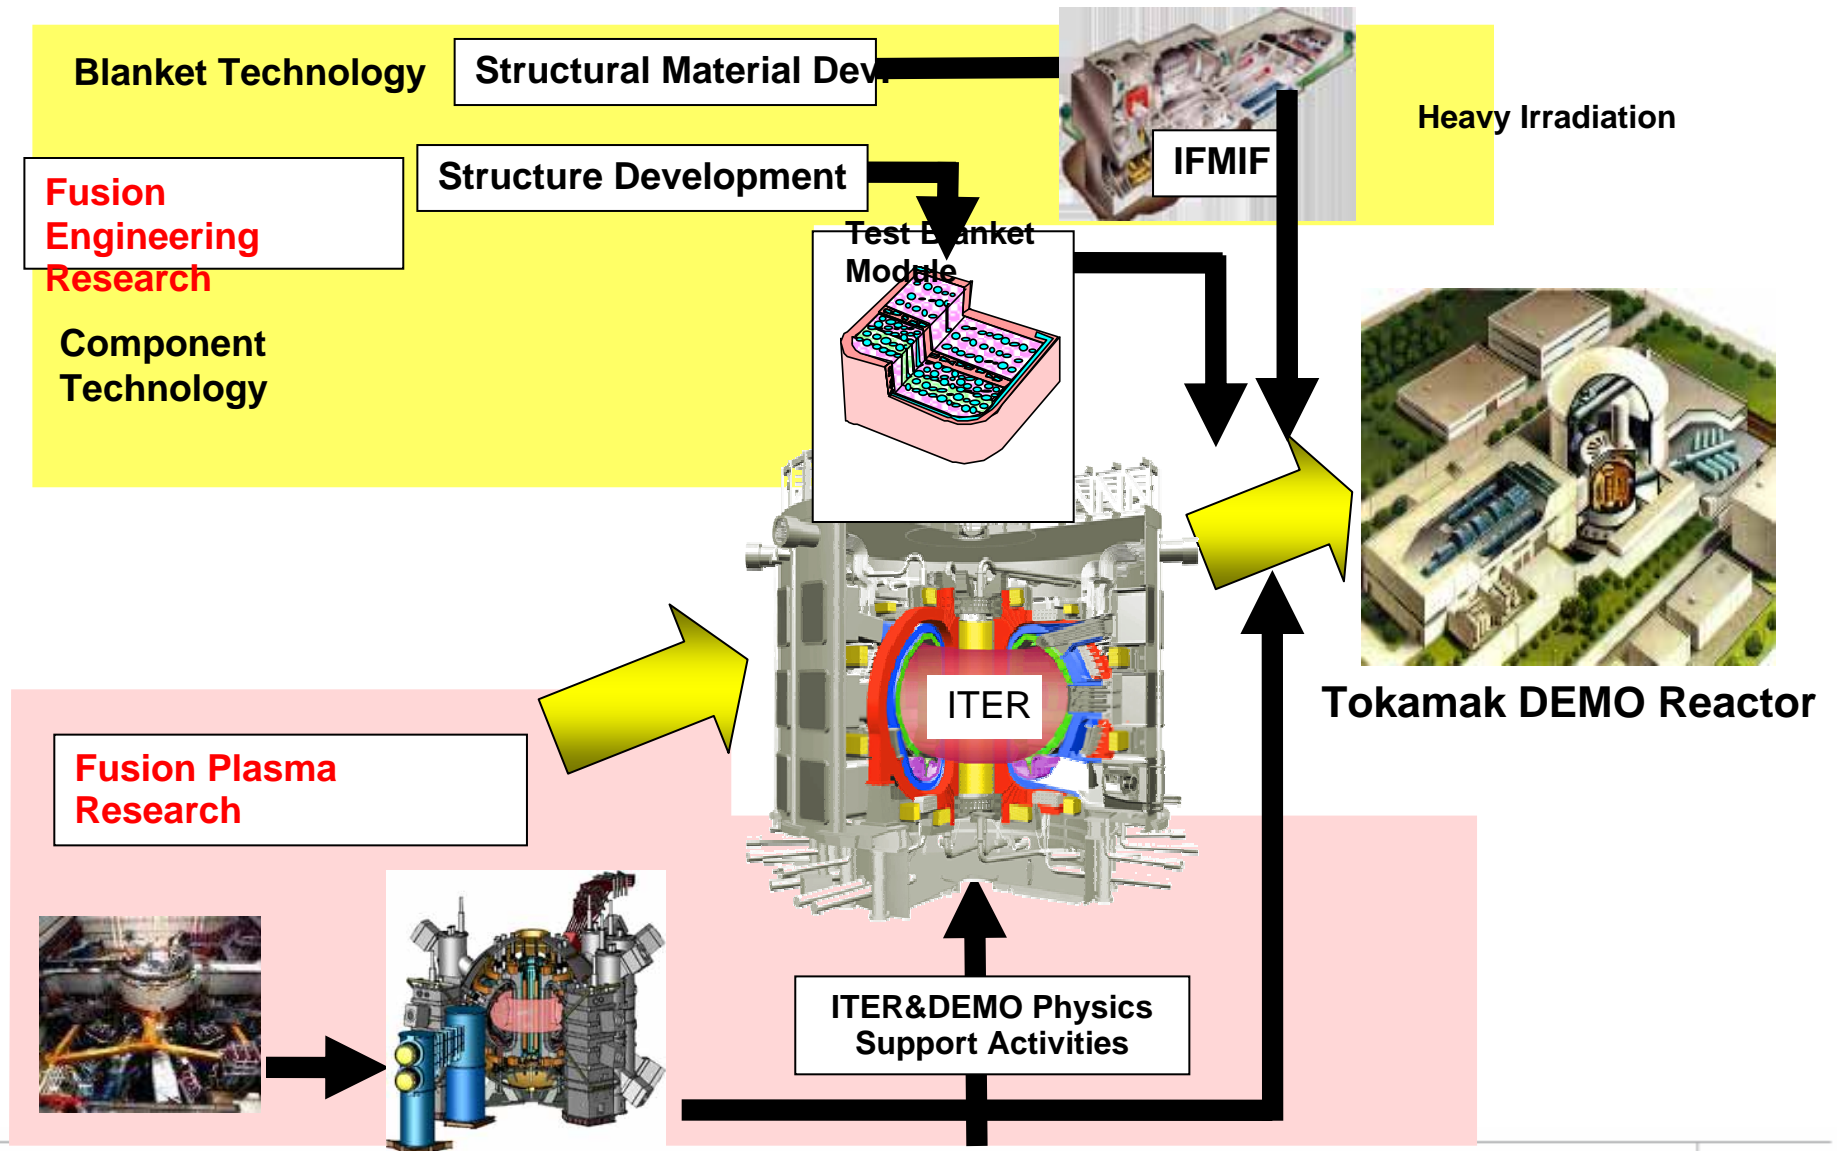 Blanket Technology
Structural Material Dev.
Heavy Irradiation
IFMIF
Structure Development
Fusion
Engineering
Research
Test Blanket
Module
Component
Technology
Tokamak DEMO Reactor
ITER
Fusion Plasma
Research
ITER&DEMO Physics
Support Activities